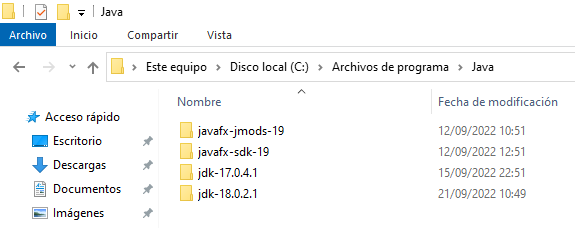 Java
Archivo Inicio Compartir Vista
Este equipo > Disco local (C:) > Archivos de programa > Java
Nombre Fecha de modificación
Acceso rápido
Escritorio
Descargas
Documentos
Imágenes
javafx-jmods-19 12/09/2022 10:51
javafx-sdk-19 12/09/2022 12:51
jdk-17.0.4.1 15/09/2022 22:51
jdk-18.0.2.1 21/09/2022 10:49